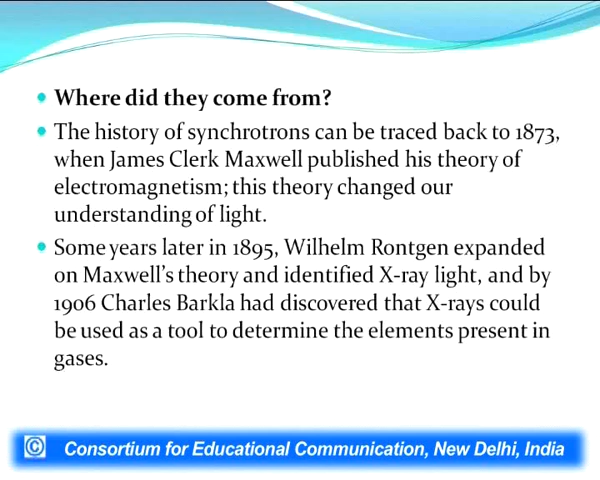 Where did they come from?
The history of synchrotrons can be traced back to 1873,
when James Clerk Maxwell published his theory of
electromagnetism; this theory changed our
understanding of light.
Some years later in 1895, Wilhelm Rontgen expanded
on Maxwell's theory and identified X-ray light, and by
1906 Charles Barkla had discovered that X-rays could
be used as a tool to determine the elements present in
gases.
© Consortium for Educational Communication, New Delhi, India